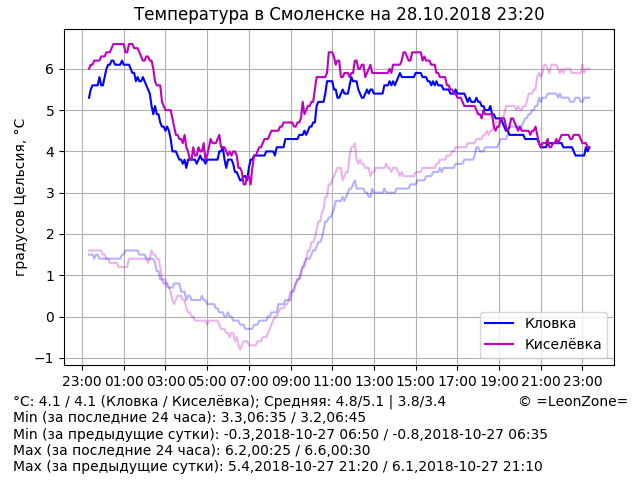 Температура в Смоленске на 28.10.2018 23:20
градусов Цельсия, °C
6
5
4
3
2
1
0
−1
Кловка
Киселёвка
23:00 01:00 03:00 05:00 07:00 09:00 11:00 13:00 15:00 17:00 19:00 21:00 23:00
°C: 4.1 / 4.1 (Кловка / Киселёвка); Средняя: 4.8/5.1 | 3.8/3.4 © =LeonZone=
Min (за последние 24 часа): 3.3,06:35 / 3.2,06:45
Min (за предыдущие сутки): -0.3,2018-10-27 06:50 / -0.8,2018-10-27 06:35
Max (за последние 24 часа): 6.2,00:25 / 6.6,00:30
Max (за предыдущие сутки): 5.4,2018-10-27 21:20 / 6.1,2018-10-27 21:10